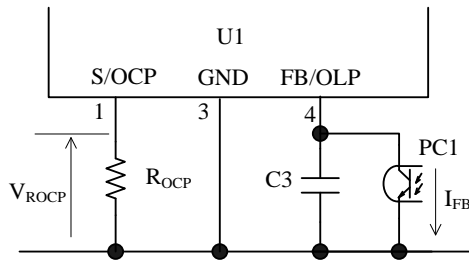 U1
S/OCP GND FB/OLP
1 3 4
PC1
V_ROCP R_OCP C3 I_FB